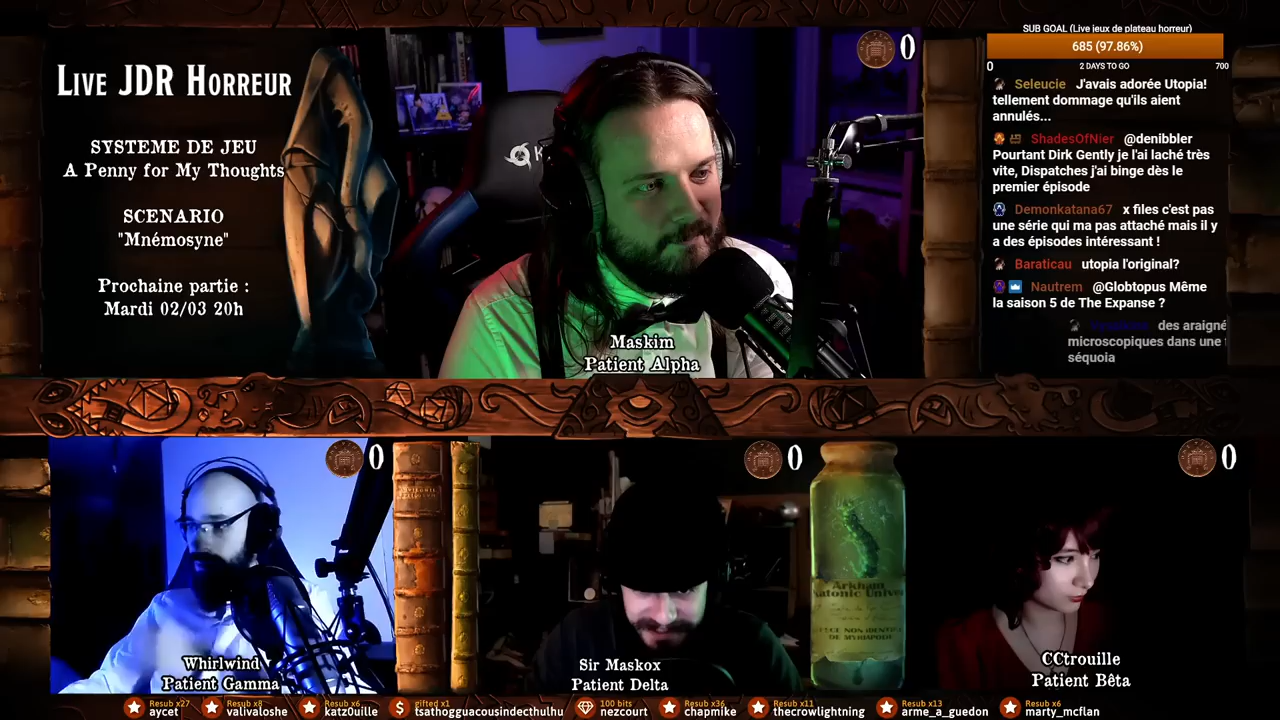 LIVE JDR HORREUR
SYSTEME DE JEU
A Penny for My Thoughts
SCENARIO
"Mnémosyne"
Prochaine partie :
Mardi 02/03 20h
0
Maskim
Patient Alpha
SUB GOAL (Live jeux de plateau horreur)
685 (97.86%)
0 2 DAYS TO GO 700
Seleucie J'avais adorée Utopia!
tellement dommage qu'ils aient
annulés...
ShadesOfNier @denibbler
Pourtant Dirk Gently je l'ai laché très
vite, Dispatches j'ai binge dès le
premier épisode
Demonkatana67 x files c'est pas
une série qui ma pas attaché mais il y
a des épisodes intéressant !
Baraticau utopia l'original?
Nautrem @Globtopus Même
la saison 5 de The Expanse ?
des araigné
microscopiques dans une
séquoia
0
Whirlwind
Patient Gamma
0
Sir Maskox
Patient Delta
Arkham
0
CCtrouille
Patient Bêta
Resub x27
aycet
Resub x8
valivaloshe
Resub x6
katz0uille
gifted x1
tsathogguacousindecthulhu
100 bits
nezcourt
Resub x36
chapmike
Resub x11
thecrowlightning
Resub x13
arme_a_guedon
Resub x6
marty_mcflan